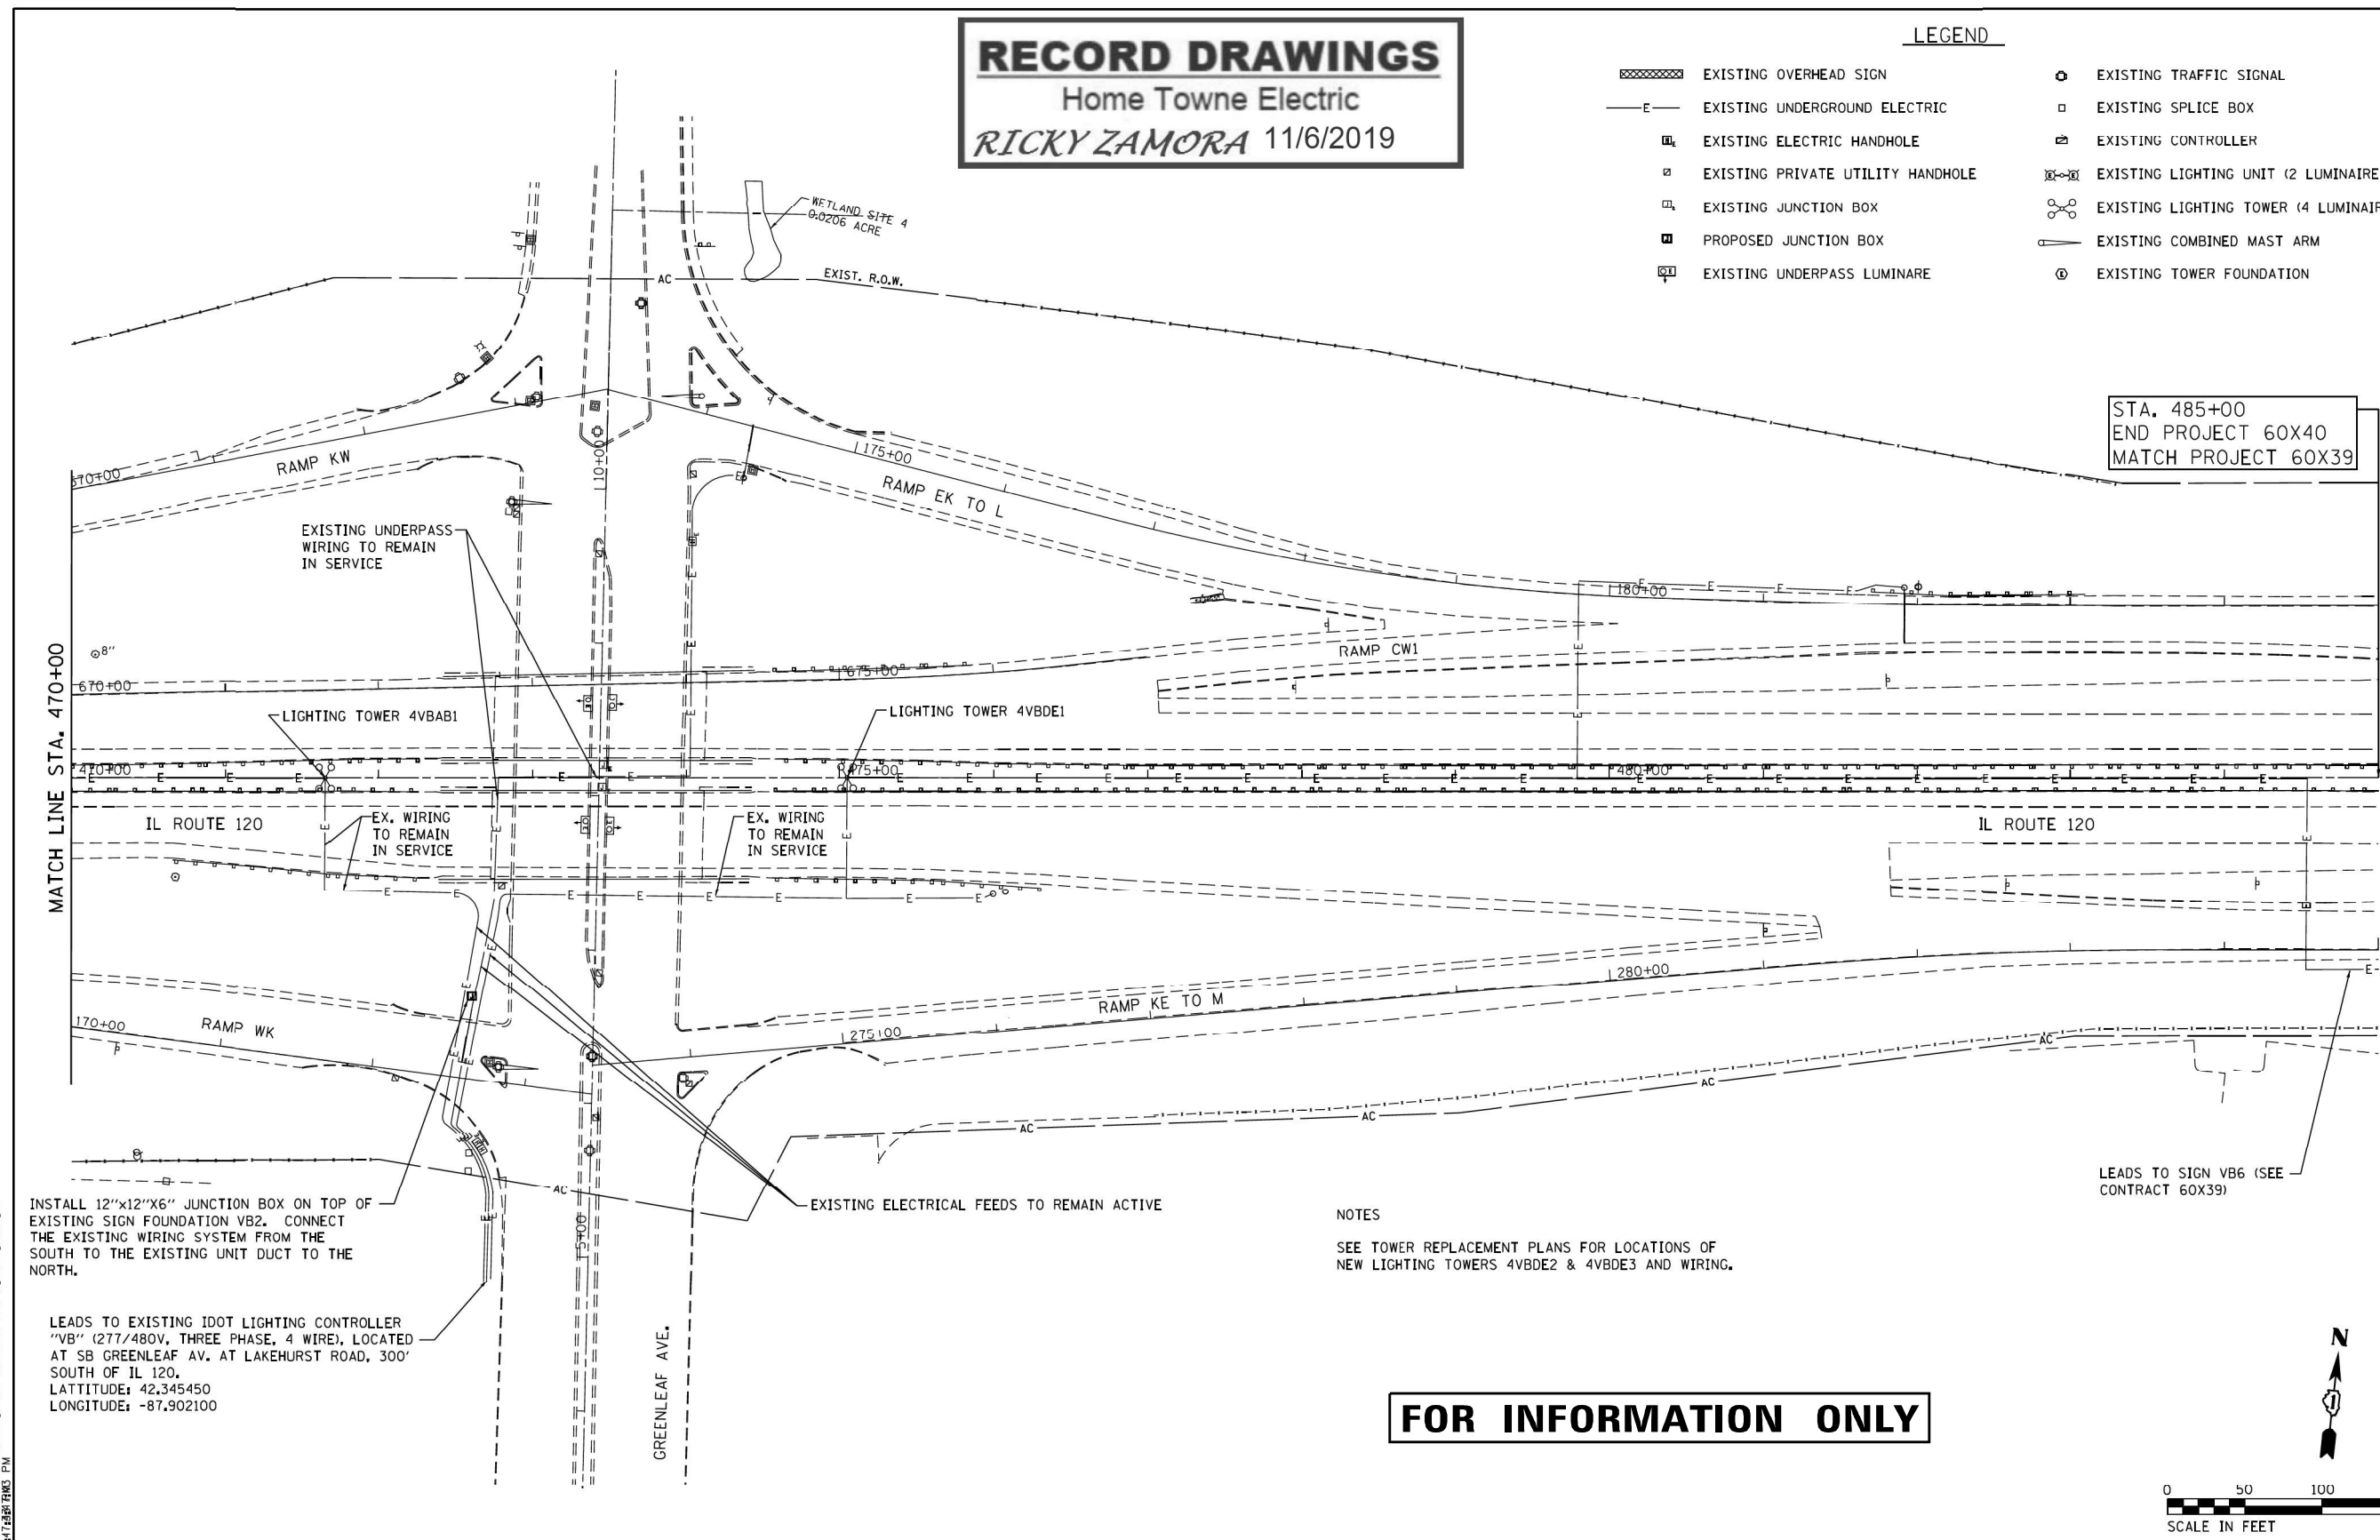 RECORD DRAWINGS
Home Towne Electric
RICKY ZAMORA 11/6/2019
LEGEND
EXISTING OVERHEAD SIGN
E
EXISTING UNDERGROUND ELECTRIC
EXISTING ELECTRIC HANDHOLE
EXISTING PRIVATE UTILITY HANDHOLE
EXISTING JUNCTION BOX
PROPOSED JUNCTION BOX
EXISTING UNDERPASS LUMINARE
EXISTING TRAFFIC SIGNAL
EXISTING SPLICE BOX
EXISTING CONTROLLER
EXISTING LIGHTING UNIT (2 LUMINAIRE
EXISTING LIGHTING TOWER (4 LUMINAIR
EXISTING COMBINED MAST ARM
EXISTING TOWER FOUNDATION
WETLAND SITE 4
0.0206 ACRE
AC
EXIST. R.O.W.
STA. 485+00
END PROJECT 60X40
MATCH PROJECT 60X39
670+00
RAMP KW
110+00
175+00
RAMP EK TO L
EXISTING UNDERPASS
WIRING TO REMAIN
IN SERVICE
180+00
8"
670+00
675+00
RAMP CW1
MATCH LINE STA. 470+00
LIGHTING TOWER 4VBAB1
LIGHTING TOWER 4VBDE1
470+00
475+00
480+00
IL ROUTE 120
EX. WIRING
TO REMAIN
IN SERVICE
EX. WIRING
TO REMAIN
IN SERVICE
IL ROUTE 120
280+00
RAMP KE TO M
170+00
RAMP WK
275+00
AC
AC
AC
AC
AC
INSTALL 12"x12"X6" JUNCTION BOX ON TOP OF
EXISTING SIGN FOUNDATION VB2. CONNECT
THE EXISTING WIRING SYSTEM FROM THE
SOUTH TO THE EXISTING UNIT DUCT TO THE
NORTH.
EXISTING ELECTRICAL FEEDS TO REMAIN ACTIVE
LEADS TO SIGN VB6 (SEE
CONTRACT 60X39)
5+00
NOTES
SEE TOWER REPLACEMENT PLANS FOR LOCATIONS OF
NEW LIGHTING TOWERS 4VBDE2 & 4VBDE3 AND WIRING.
LEADS TO EXISTING IDOT LIGHTING CONTROLLER
"VB" (277/480V, THREE PHASE, 4 WIRE), LOCATED
AT SB GREENLEAF AV. AT LAKEHURST ROAD, 300'
SOUTH OF IL 120.
LATTITUDE: 42.345450
LONGITUDE: -87.902100
GREENLEAF AVE.
FOR INFORMATION ONLY
N
0 50 100
SCALE IN FEET